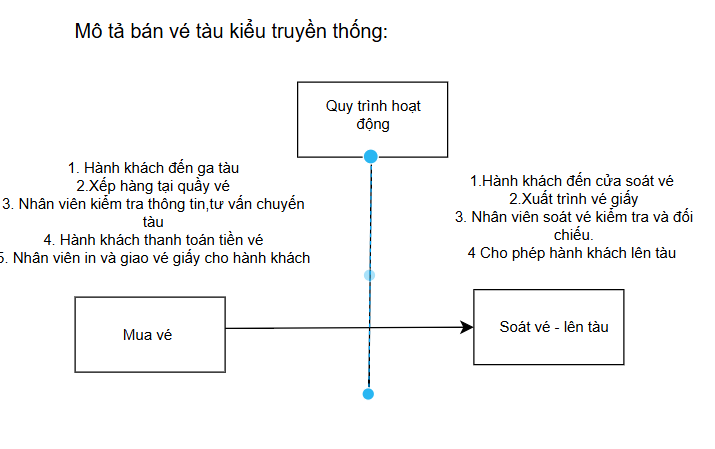 Mô tả bán vé tàu kiểu truyền thống:
Quy trình hoạt
động
1. Hành khách đến ga tàu
2.Xếp hàng tại quầy vé
3. Nhân viên kiểm tra thông tin,tư vấn chuyến
tàu
4. Hành khách thanh toán tiền vé
5. Nhân viên in và giao vé giấy cho hành khách
1.Hành khách đến cửa soát vé
2.Xuất trình vé giấy
3. Nhân viên soát vé kiểm tra và đối
chiếu.
4 Cho phép hành khách lên tàu
Mua vé
Soát vé - lên tàu